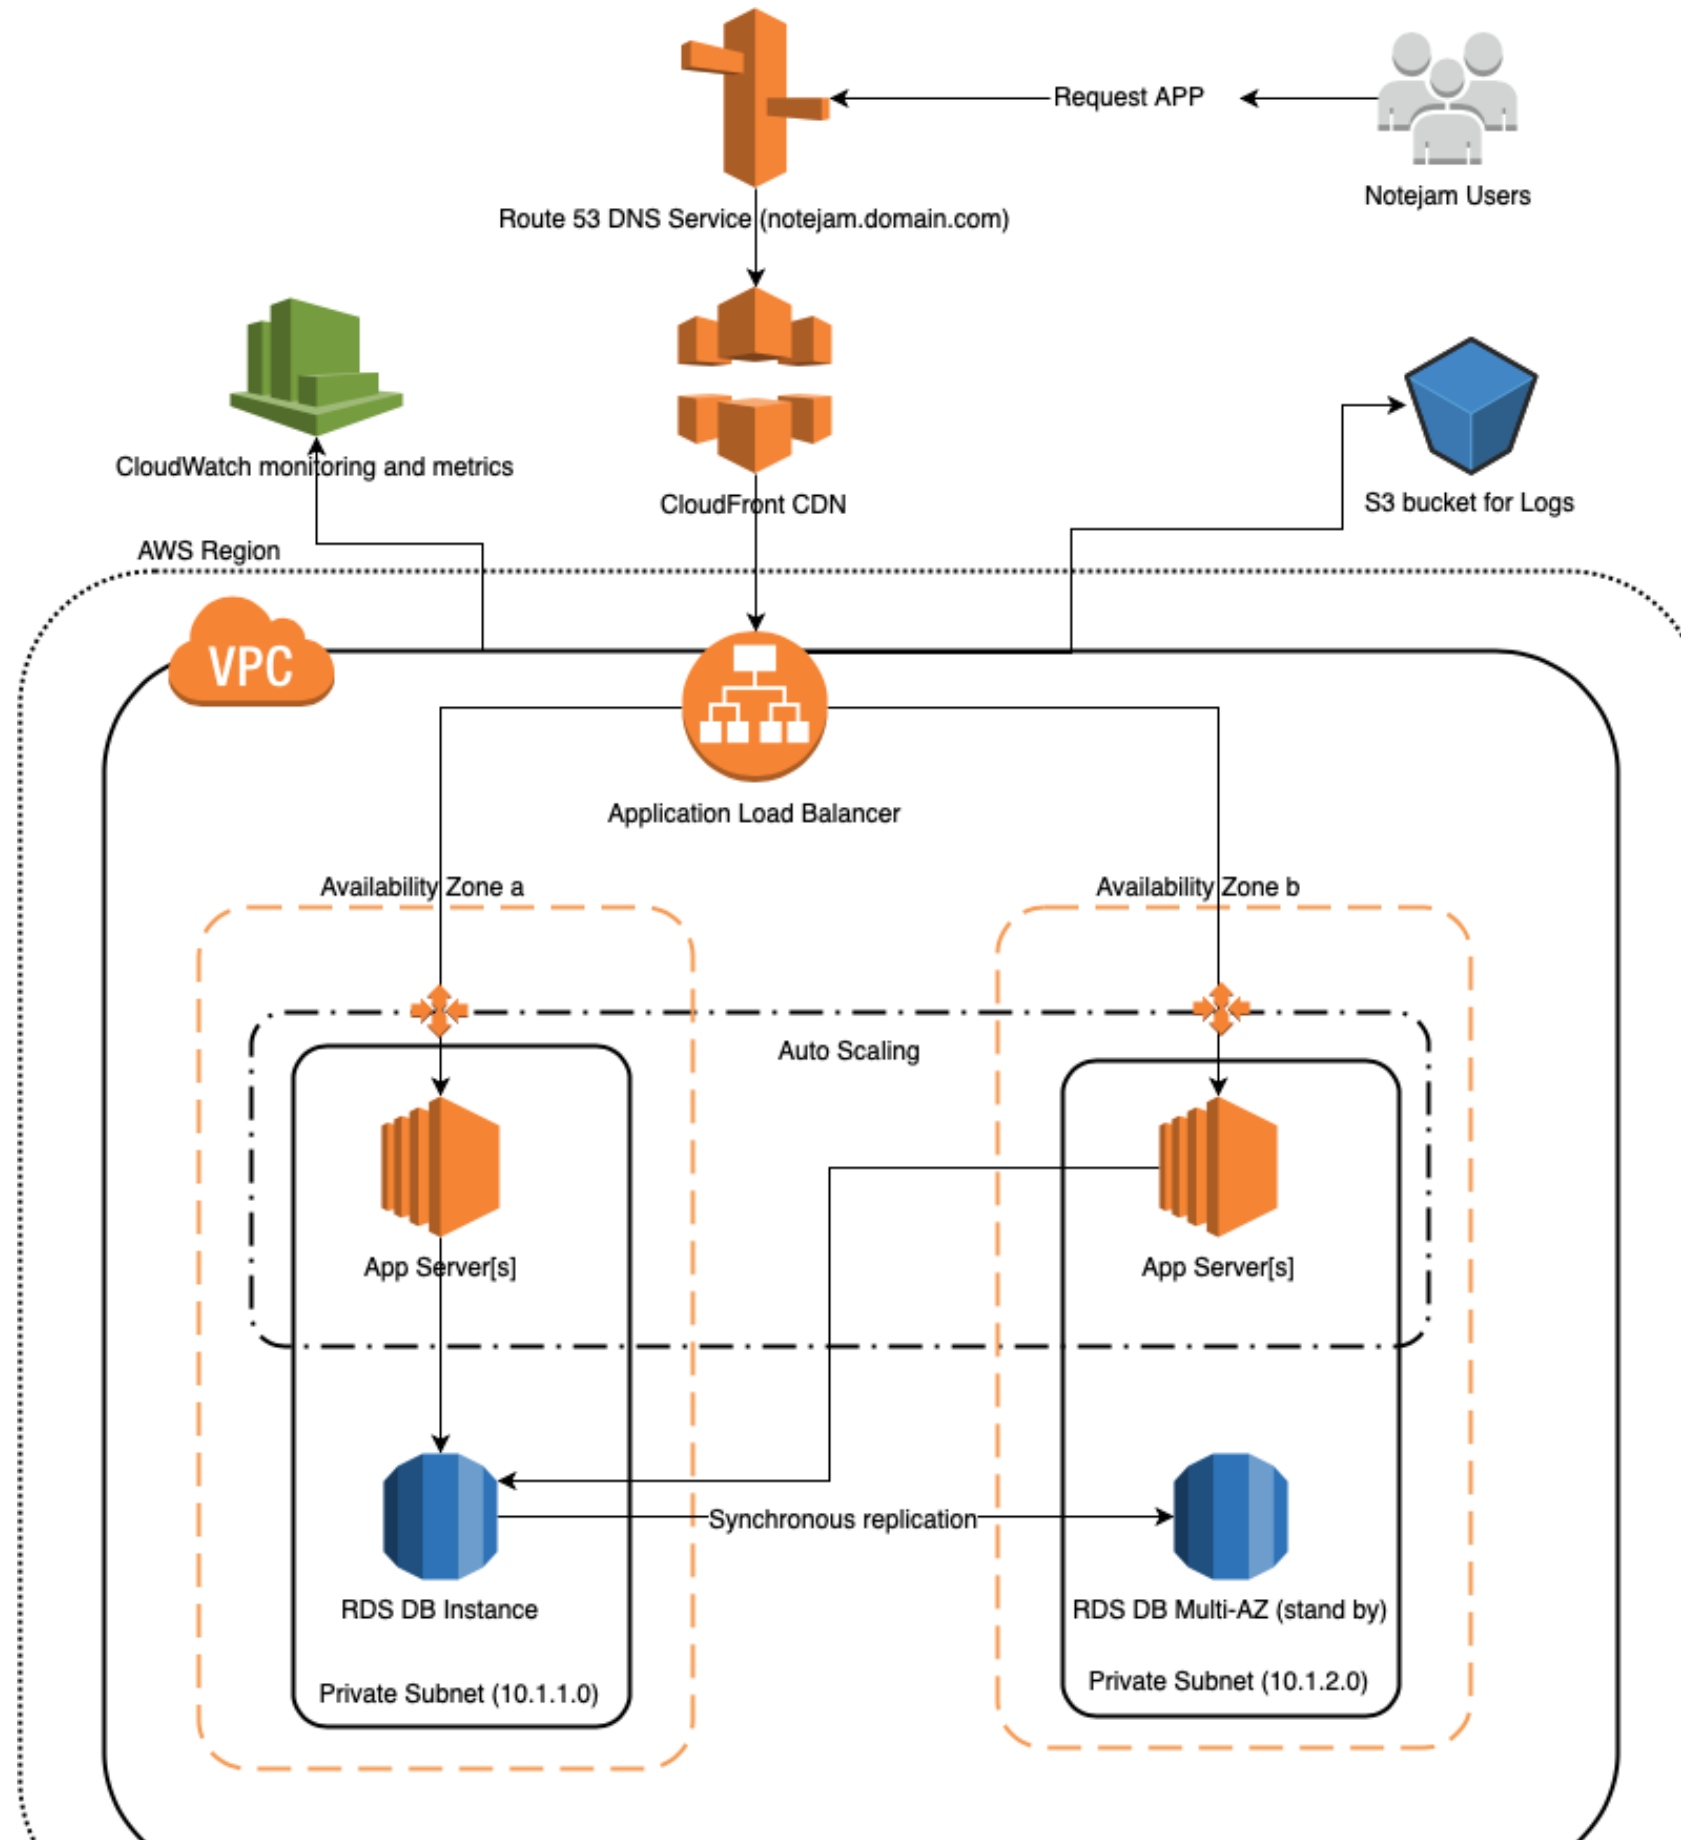 Request APP
Notejam Users
Route 53 DNS Service (notejam.domain.com)
CloudWatch monitoring and metrics
CloudFront CDN
S3 bucket for Logs
AWS Region
VPC
Application Load Balancer
Availability Zone a
Availability Zone b
Auto Scaling
App Server[s]
App Server[s]
Synchronous replication
RDS DB Instance
RDS DB Multi-AZ (stand by)
Private Subnet (10.1.1.0)
Private Subnet (10.1.2.0)